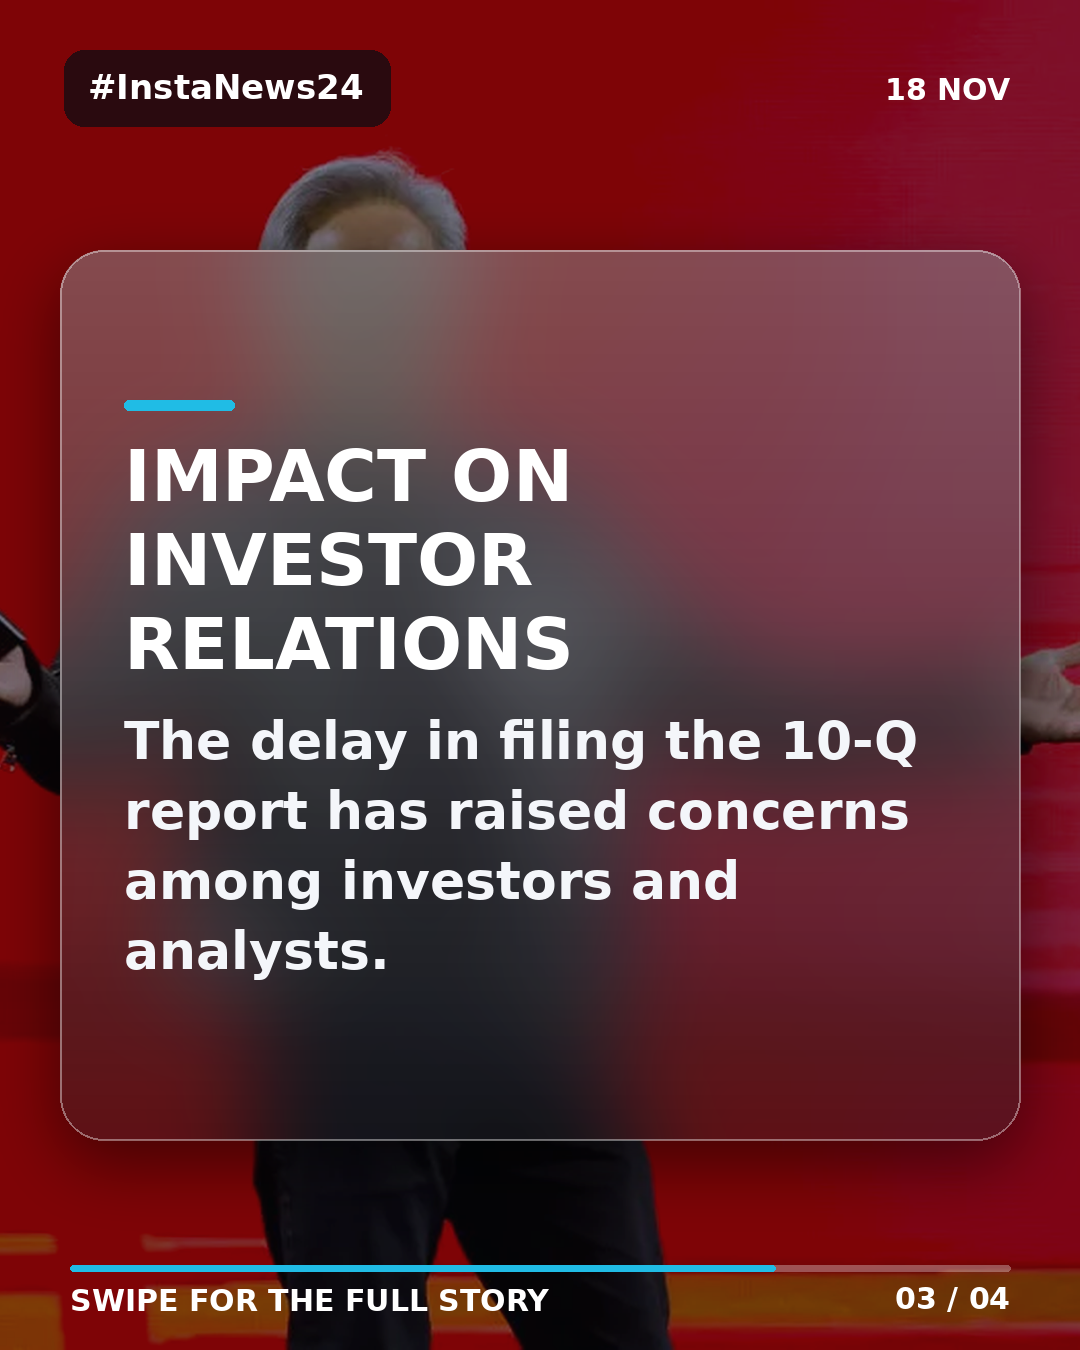 #InstaNews24
18 NOV
IMPACT ON
INVESTOR
RELATIONS
The delay in filing the 10-Q
report has raised concerns
among investors and
analysts.
SWIPE FOR THE FULL STORY
03 / 04